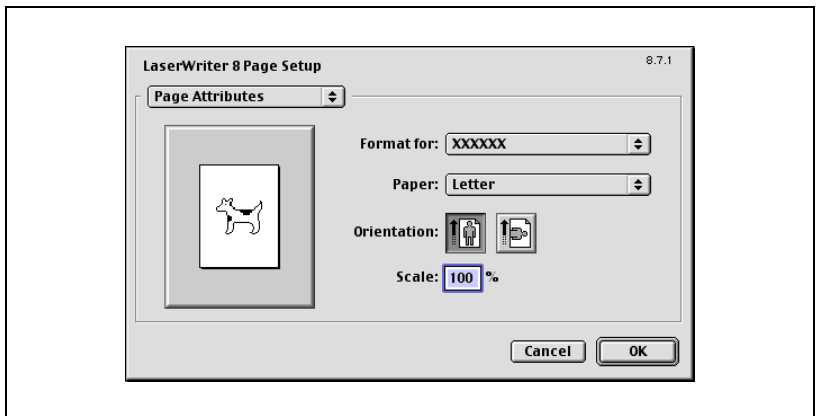 LaserWriter 8 Page Setup 8.7.1
Page Attributes
Format for: XXXXXX
Paper: Letter
Orientation:
Scale: 100 %
Cancel OK